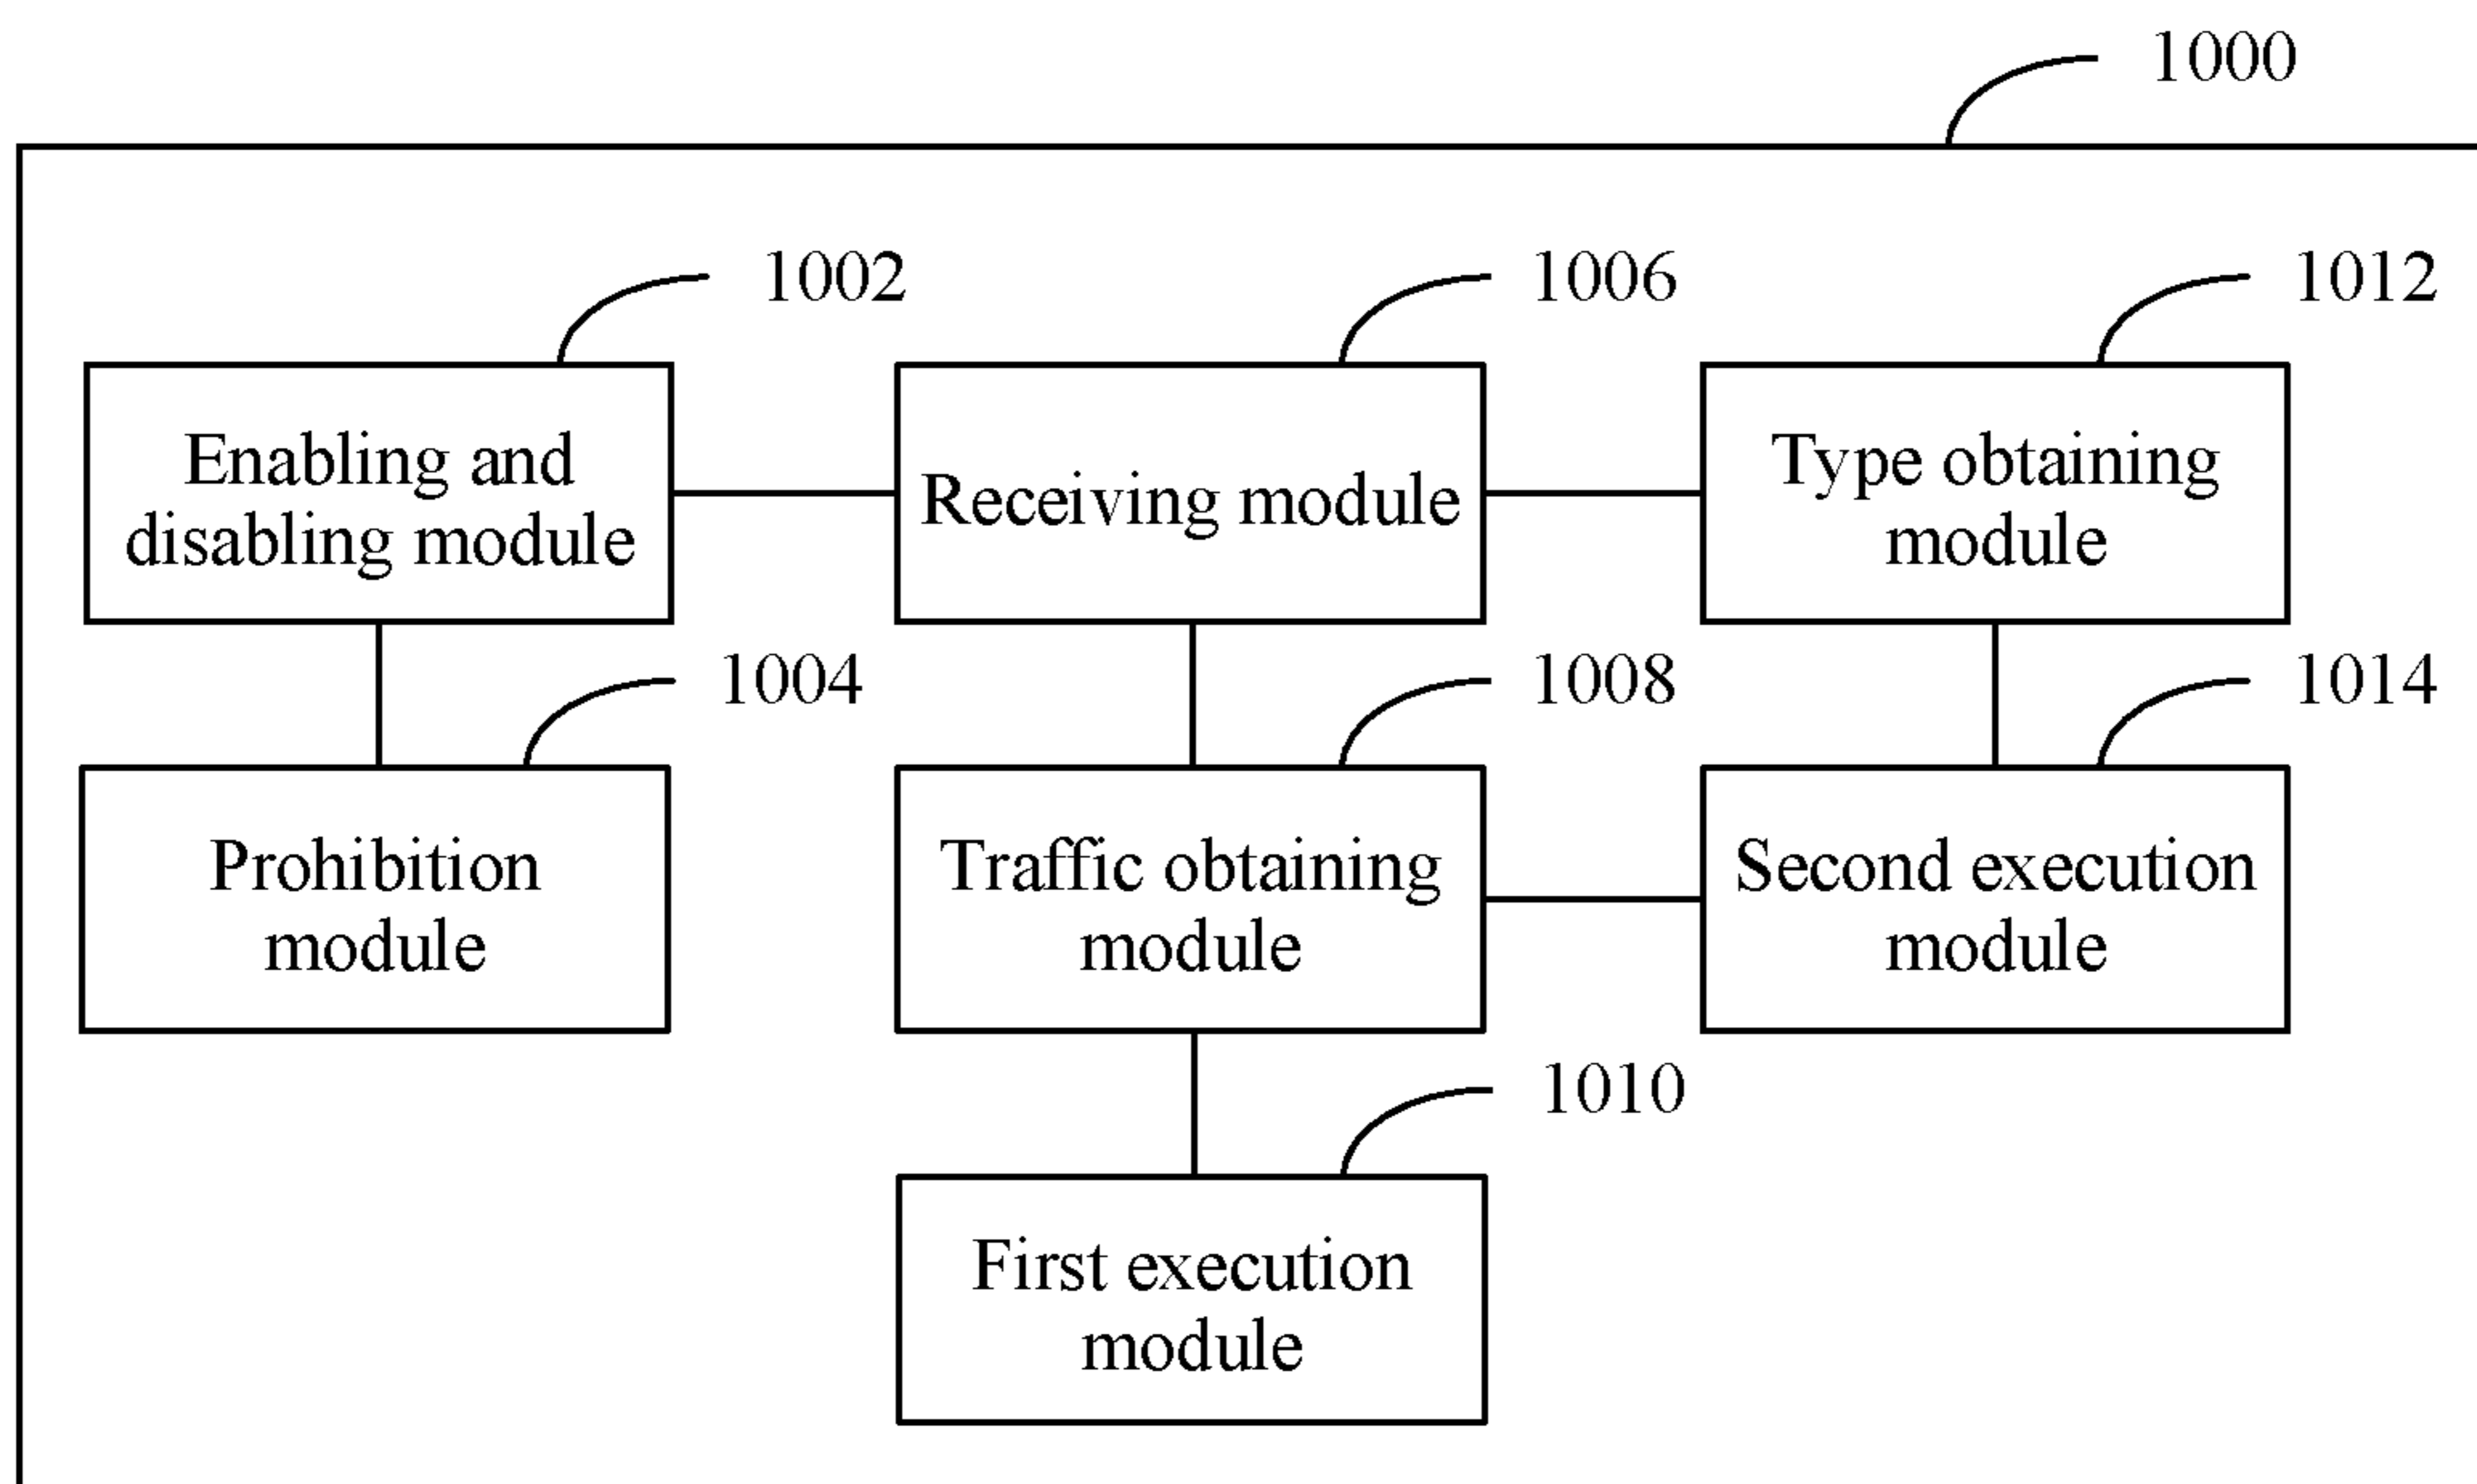 1000
1002
1006
1012
Enabling and
disabling module
Receiving module
Type obtaining
module
1004
1008
1014
Prohibition
module
Traffic obtaining
module
Second execution
module
1010
First execution
module